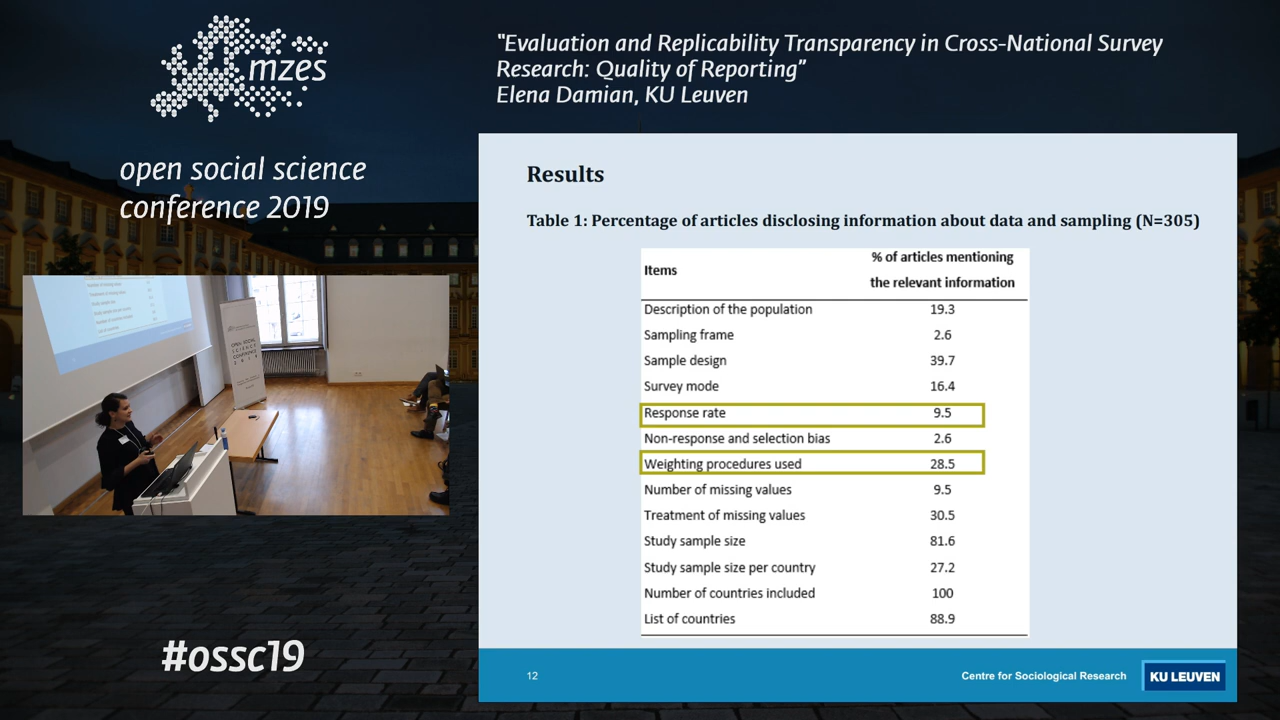 mzes
open social science
conference 2019
"Evaluation and Replicability Transparency in Cross-National Survey
Research: Quality of Reporting"
Elena Damian, KU Leuven
Results
Table 1: Percentage of articles disclosing information about data and sampling (N=305)
Items
% of articles mentioning
the relevant information
Description of the population 19.3
Sampling frame 2.6
Sample design 39.7
Survey mode 16.4
Response rate 9.5
Non-response and selection bias 2.6
Weighting procedures used 28.5
Number of missing values 9.5
Treatment of missing values 30.5
Study sample size 81.6
Study sample size per country 27.2
Number of countries included 100
List of countries 88.9
12
Centre for Sociological Research
KU LEUVEN
OPEN SOCIAL
SCIENCE
CONFERENCE
2019
#ossc19